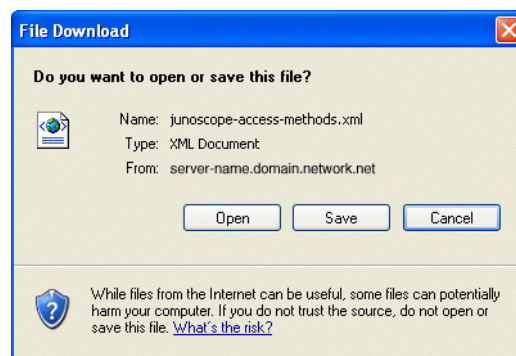 File Download
Do you want to open or save this file?
Name: junoscope-access-methods.xml
Type: XML Document
From: server-name.domain.network.net
Open Save Cancel
While files from the Internet can be useful, some files can potentially
harm your computer. If you do not trust the source, do not open or
save this file. What's the risk?